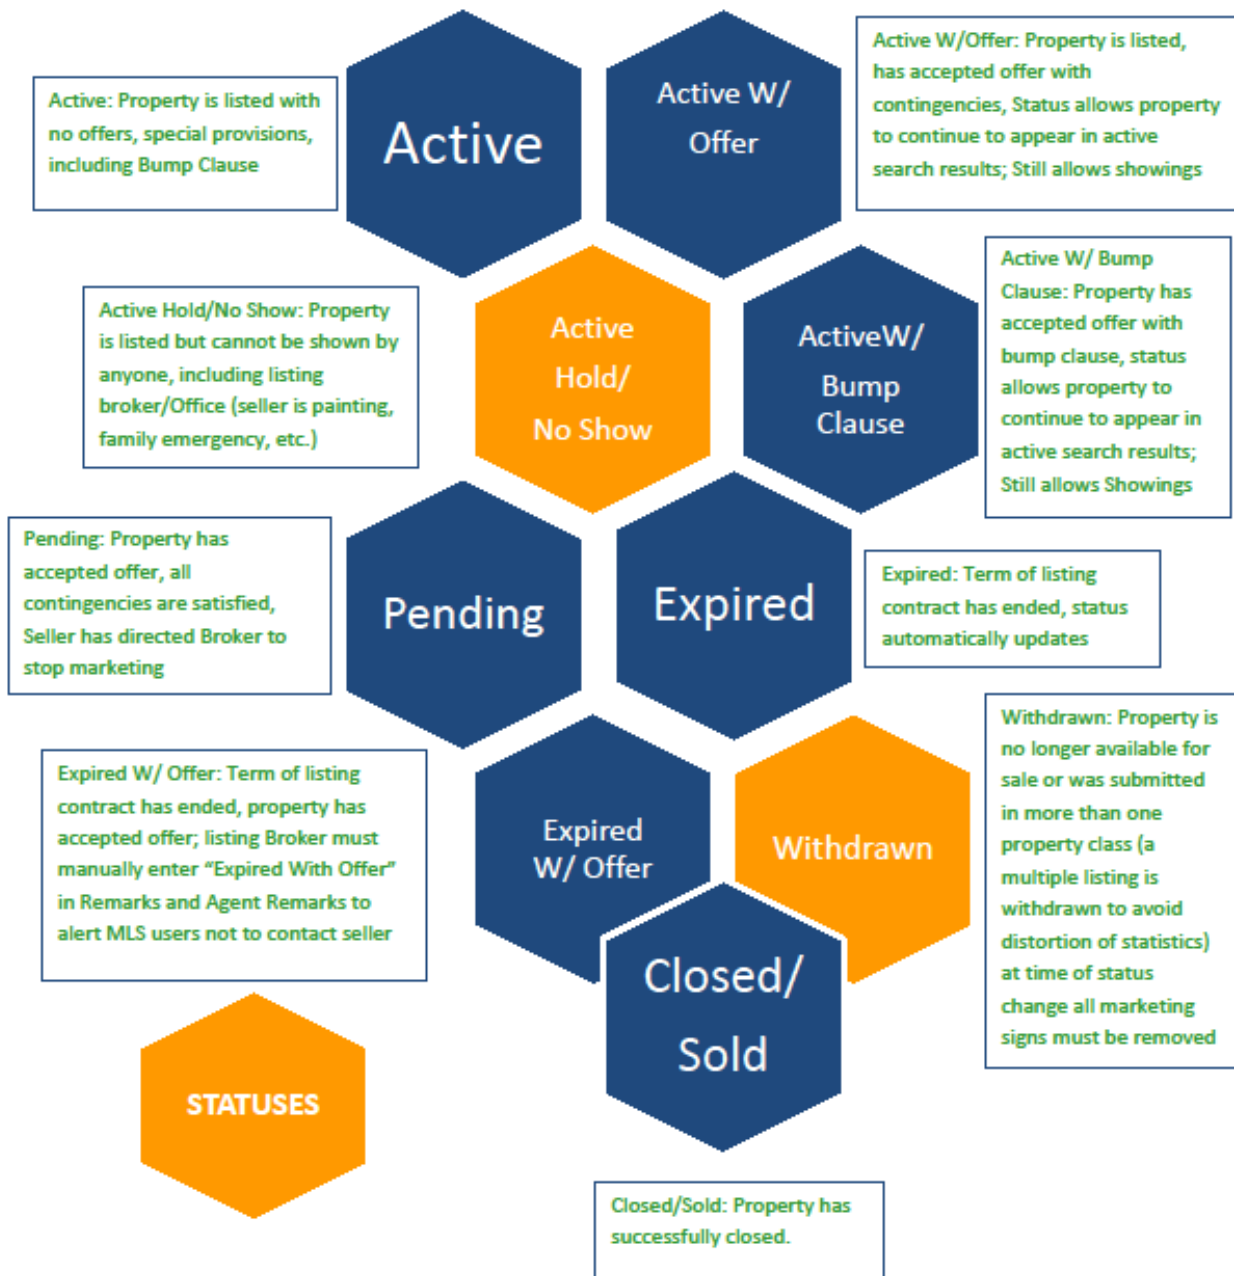 Active: Property is listed with
no offers, special provisions,
including Bump Clause
Active
Active W/
Offer
Active W/Offer: Property is listed,
has accepted offer with
contingencies, Status allows property
to continue to appear in active
search results; Still allows showings
Active Hold/No Show: Property
is listed but cannot be shown by
anyone, including listing
broker/Office (seller is painting,
family emergency, etc.)
Active
Hold/
No Show
ActiveW/
Bump
Clause
Active W/ Bump
Clause: Property has
accepted offer with
bump clause, status
allows property to
continue to appear in
active search results;
Still allows Showings
Pending: Property has
accepted offer, all
contingencies are satisfied,
Seller has directed Broker to
stop marketing
Pending
Expired
Expired: Term of listing
contract has ended, status
automatically updates
Expired W/ Offer: Term of listing
contract has ended, property has
accepted offer; listing Broker must
manually enter “Expired With Offer”
in Remarks and Agent Remarks to
alert MLS users not to contact seller
Expired
W/ Offer
Withdrawn
Withdrawn: Property is
no longer available for
sale or was submitted
in more than one
property class (a
multiple listing is
withdrawn to avoid
distortion of statistics)
at time of status
change all marketing
signs must be removed
Closed/
Sold
STATUSES
Closed/Sold: Property has
successfully closed.